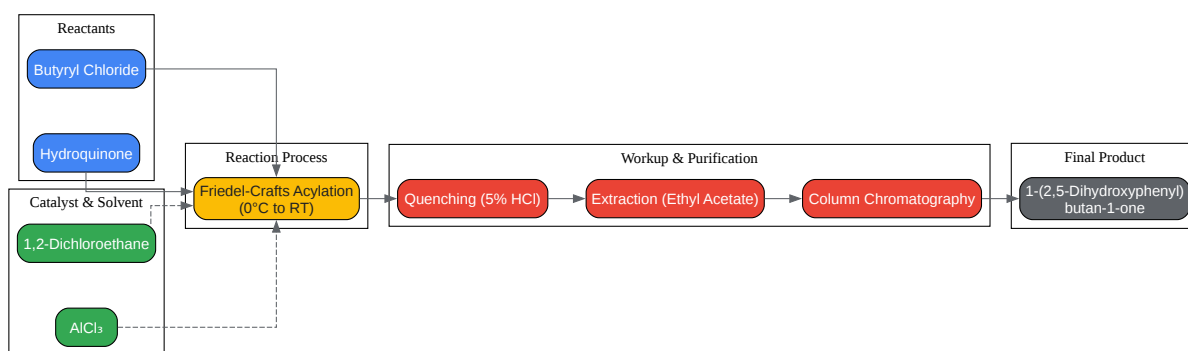 Reactants
Butyryl Chloride
Hydroquinone
Catalyst & Solvent
1,2-Dichloroethane
AlCl₃
Reaction Process
Friedel-Crafts Acylation
(0°C to RT)
Workup & Purification
Quenching (5% HCl)
Extraction (Ethyl Acetate)
Column Chromatography
Final Product
1-(2,5-Dihydroxyphenyl)
butan-1-one